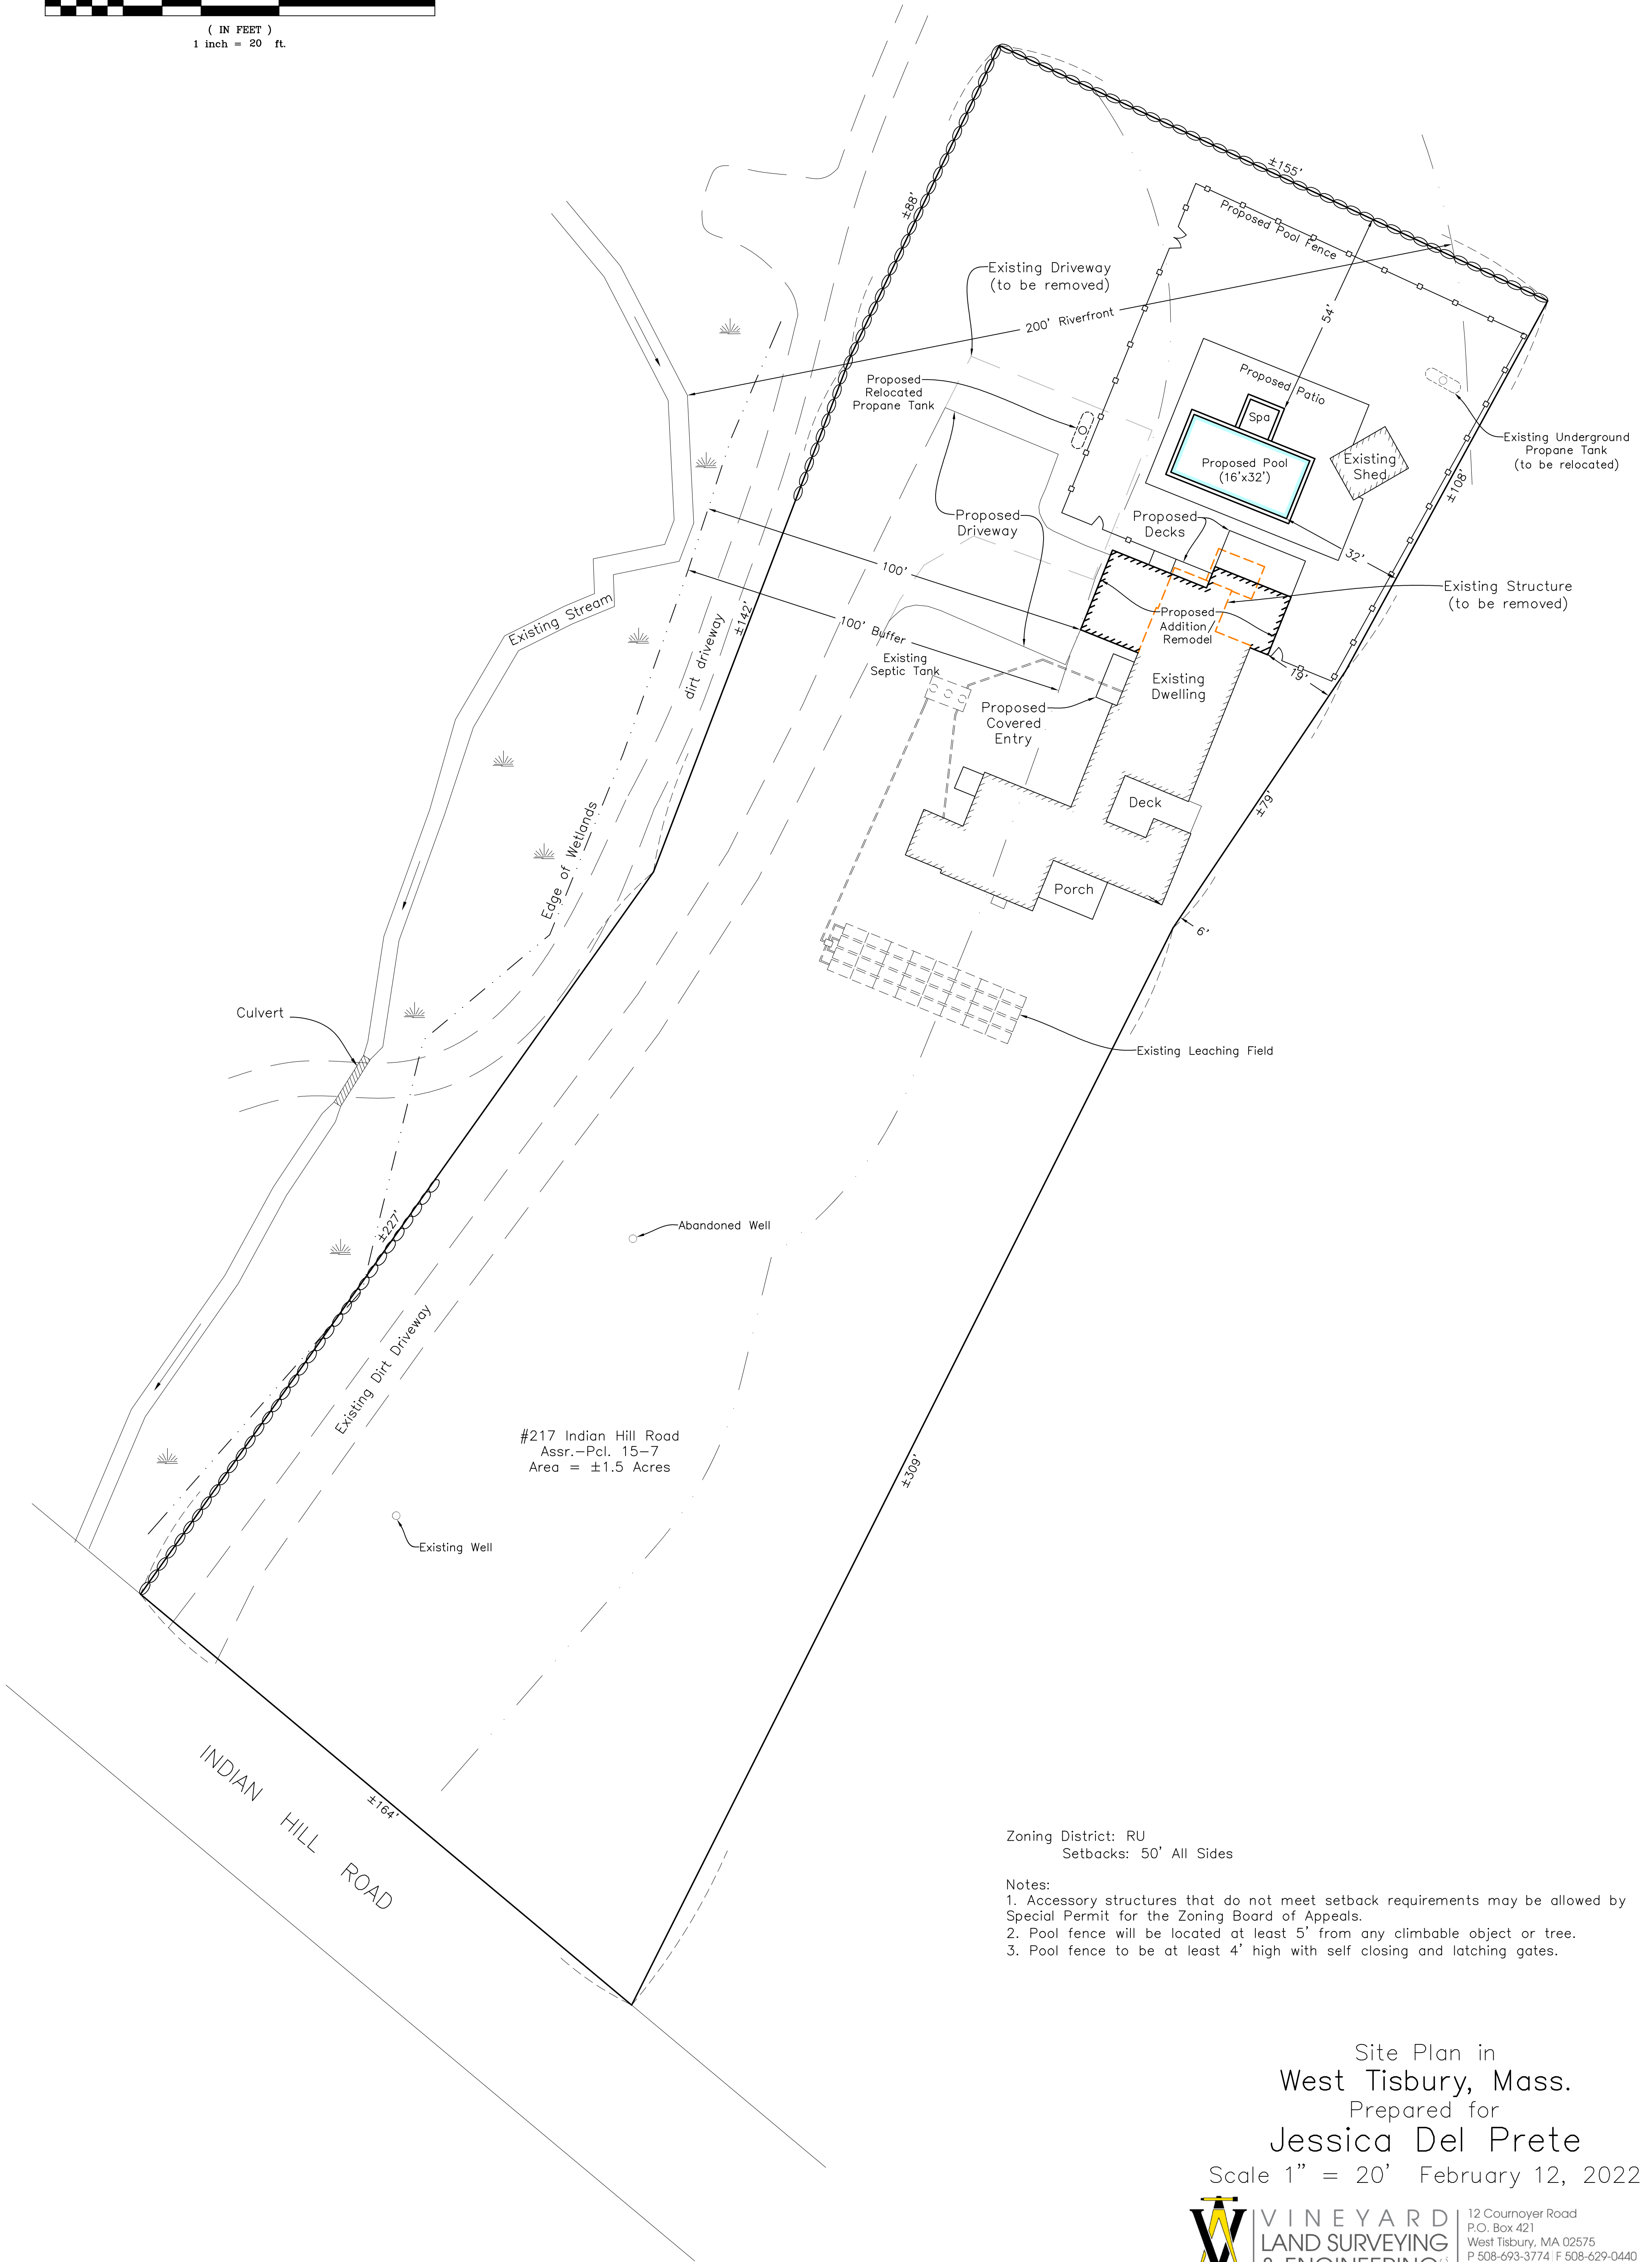 ( IN FEET )
1 inch = 20 ft.
±155'
±88'
Proposed Pool Fence
Existing Driveway
(to be removed)
54'
200' Riverfront
Proposed
Relocated
Propane Tank
Proposed Patio
Spa
Existing Underground
Propane Tank
(to be relocated)
Proposed Pool
(16'x32')
Existing
Shed
±108'
Proposed
Driveway
Proposed
Decks
32'
100'
Existing Structure
(to be removed)
Existing Stream
±142'
100' Buffer
Proposed
Addition/
Remodel
dirt driveway
Existing
Septic Tank
Existing
Dwelling
19'
Proposed
Covered
Entry
Deck
±79'
Edge of Wetlands
Porch
6'
Culvert
Existing Leaching Field
±227'
Abandoned Well
Existing Dirt Driveway
#217 Indian Hill Road
Assr.-Pcl. 15-7
Area = ±1.5 Acres
±309'
Existing Well
INDIAN HILL ROAD
±164'
Zoning District: RU
Setbacks: 50' All Sides
Notes:
1. Accessory structures that do not meet setback requirements may be allowed by
Special Permit for the Zoning Board of Appeals.
2. Pool fence will be located at least 5' from any climbable object or tree.
3. Pool fence to be at least 4' high with self closing and latching gates.
Site Plan in
West Tisbury, Mass.
Prepared for
Jessica Del Prete
Scale 1" = 20' February 12, 2022
VINEYARD
LAND SURVEYING
& ENGINEERING
12 Cournoyer Road
P.O. Box 421
West Tisbury, MA 02575
P 508-693-3774 | F 508-629-0440